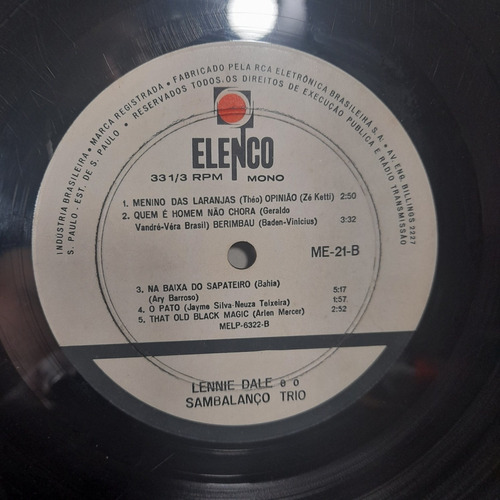 INDÚSTRIA BRASILEIRA • MARCA REGISTRADA • FABRICADO PELA RCA ELETRÔNICA BRASILEIRA S.A. • AV. ENG. BILLINGS 2227
S. PAULO - EST. DE S. PAULO • RESERVADOS TODOS.OS DIREITOS DE EXECUÇÃO PUBLICA E RÁDIO TRANSMISSÃO
ELENCO
33 1/3 RPM MONO
1. MENINO DAS LARANJAS (Théo) OPINIÃO (Zé Ketti) 2:50
2. QUEM É HOMEM NÃO CHORA (Geraldo
Vandré-Véra Brasil) BERIMBAU (Baden-Vinícius) 3:32
ME-21-B
3. NA BAIXA DO SAPATEIRO (Bahia)
(Ary Barroso) 5:17
4. O PATO (Jayme Silva-Neuza Teixeira) 1:57
5. THAT OLD BLACK MAGIC (Arlen Mercer) 2:52
MELP-6322-B
LENNIE DALE e o
SAMBALANÇO TRIO